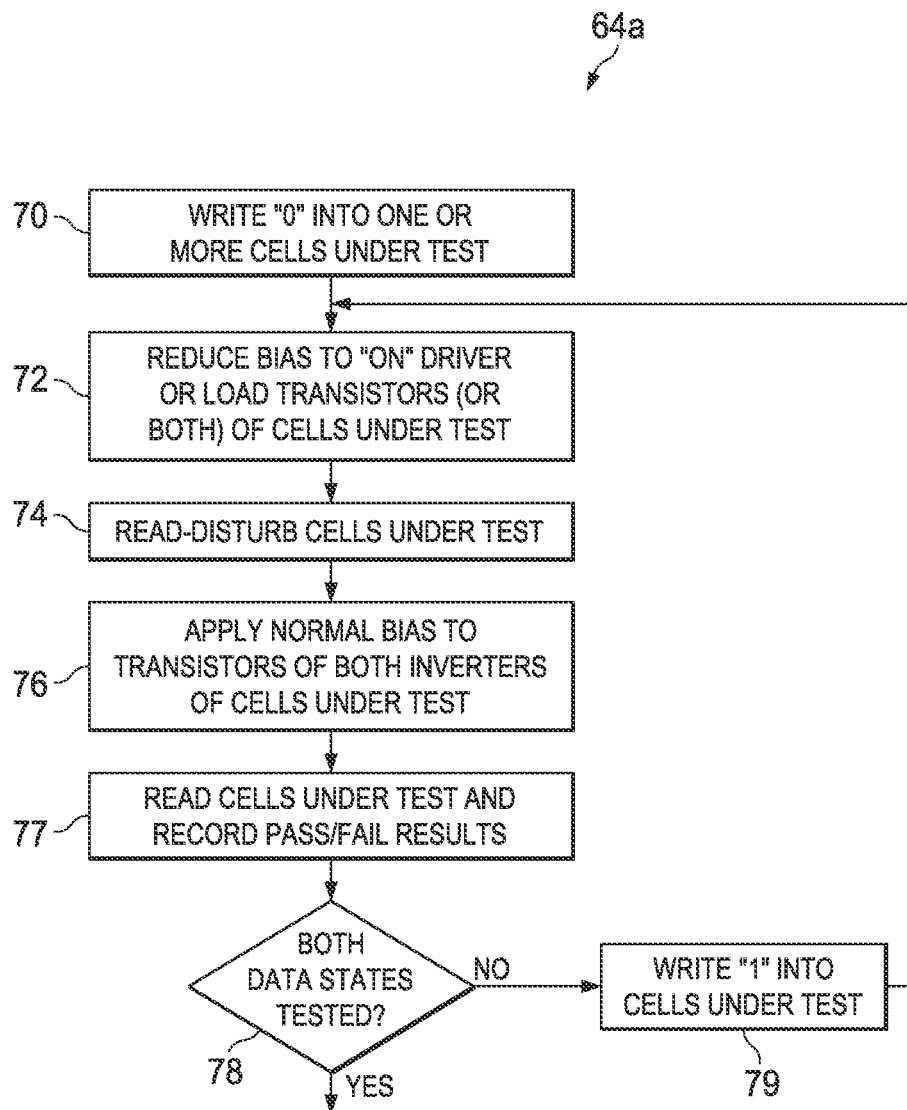 64a
70
WRITE "0" INTO ONE OR
MORE CELLS UNDER TEST
72
REDUCE BIAS TO "ON" DRIVER
OR LOAD TRANSISTORS (OR
BOTH) OF CELLS UNDER TEST
74
READ-DISTURB CELLS UNDER TEST
76
APPLY NORMAL BIAS TO
TRANSISTORS OF BOTH INVERTERS
OF CELLS UNDER TEST
77
READ CELLS UNDER TEST AND
RECORD PASS/FAIL RESULTS
BOTH
DATA STATES
TESTED?
78
NO
YES
WRITE "1" INTO
CELLS UNDER TEST
79